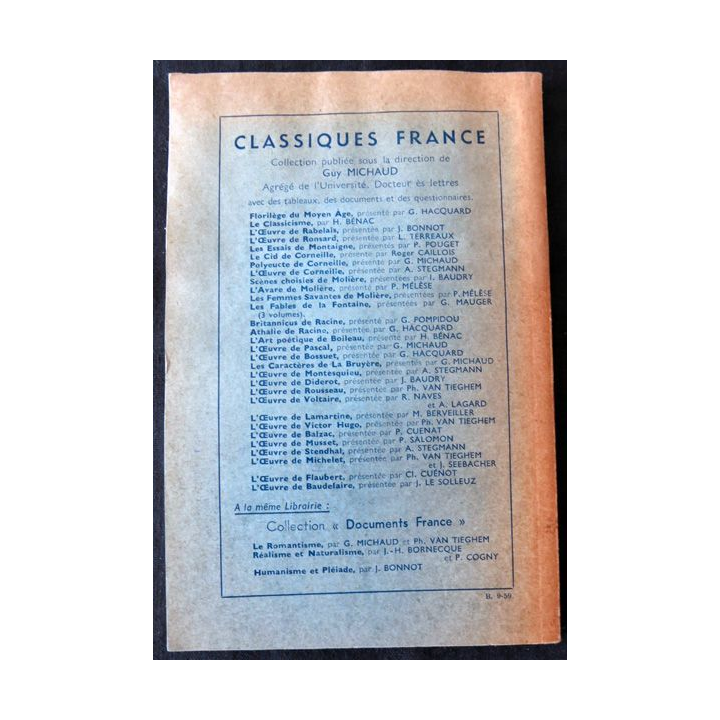 CLASSIQUES FRANCE
Collection publiée sous la direction de
Guy MICHAUD
Agrégé de l'Université, Docteur ès lettres
avec des tableaux, des documents et des questionnaires.
Florilège du Moyen Âge, présenté par G. HACQUARD
Le Classicisme, par H. BÉNAC
L'Œuvre de Rabelais, présentée par J. BONNOT
L'Œuvre de Ronsard, présentée par L. TERREAUX
Les Essais de Montaigne, présentés par P. POUGET
Le Cid de Corneille, présenté par Roger CAILLOIS
Polyeucte de Corneille, présenté par G. MICHAUD
L'Œuvre de Corneille, présentée par A. STEGMANN
Scènes choisies de Molière, présentées par I. BAUDRY
L'Avare de Molière, présenté par P. MÉLÈSE
Les Femmes Savantes de Molière, présentées par P. MÉLÈSE
Les Fables de la Fontaine, présentées par G. MAUGER
(3 volumes).
Britannicus de Racine, présenté par G. POMPIDOU
Athalie de Racine, présentée par G. HACQUARD
L'Art poétique de Boileau, présenté par H. BÉNAC
L'Œuvre de Pascal, présentée par G. MICHAUD
L'Œuvre de Bossuet, présentée par G. HACQUARD
Les Caractères de La Bruyère, présentés par G. MICHAUD
L'Œuvre de Montesquieu, présentée par A. STEGMANN
L'Œuvre de Diderot, présentée par J. BAUDRY
L'Œuvre de Rousseau, présentée par Ph. VAN TIEGHEM
L'Œuvre de Voltaire, présentée par R. NAVES
et A. LAGARD
L'Œuvre de Lamartine, présentée par M. BERVEILLER
L'Œuvre de Victor Hugo, présentée par Ph. VAN TIEGHEM
L'Œuvre de Balzac, présentée par P. CUENAT
L'Œuvre de Musset, présentée par P. SALOMON
L'Œuvre de Stendhal, présentée par A. STEGMANN
L'Œuvre de Michelet, présentée par Ph. VAN TIEGHEM
et J. SEEBACHER
L'Œuvre de Flaubert, présentée par Cl. CUÉNOT
L'Œuvre de Baudelaire, présentée par J. LE SOLLEUZ
A la même Librairie :
Collection « Documents France »
Le Romantisme, par G. MICHAUD et Ph. VAN TIEGHEM
Réalisme et Naturalisme, par J.-H. BORNECQUE
et P. COGNY
Humanisme et Pléiade, par J. BONNOT
B. 9-59